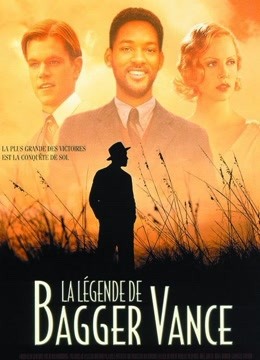 LA PLUS GRANDE DES VICTOIRES
EST LA CONQUÊTE DE SOI.
LA LÉGENDE DE
BAGGER VANCE